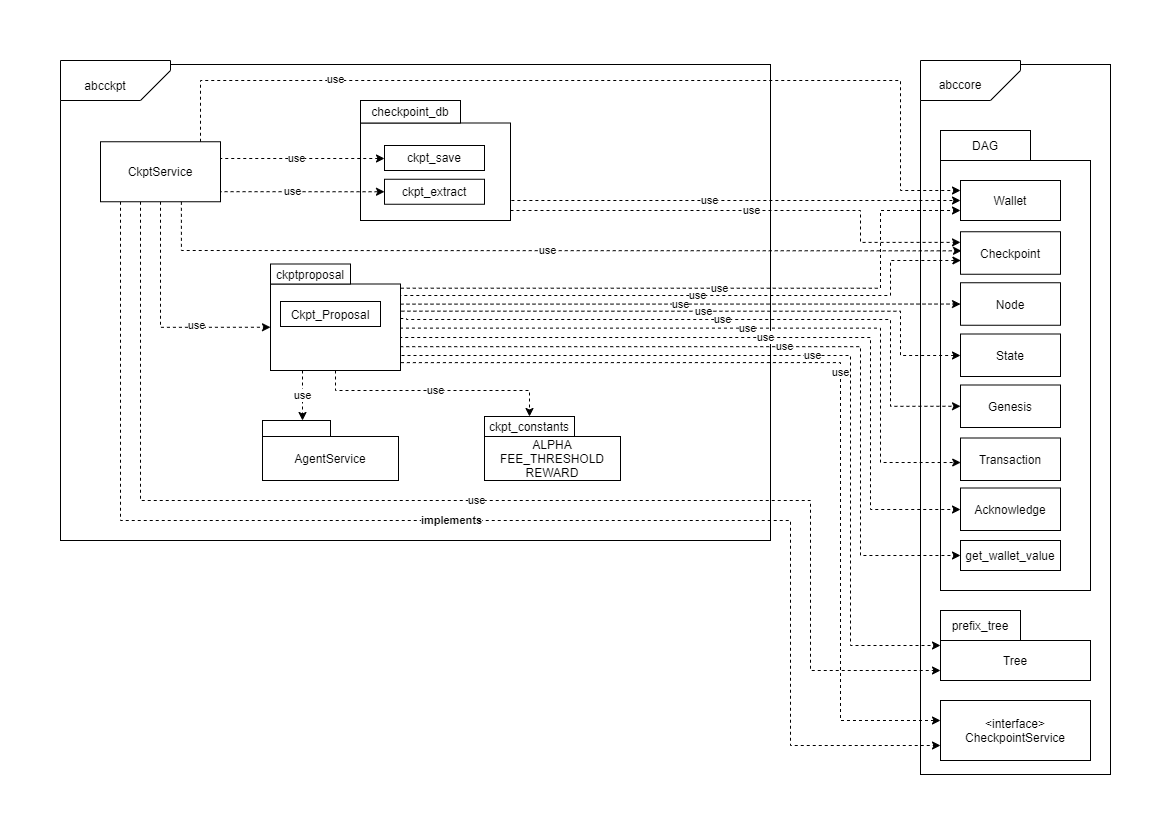 abcckpt
use
CkptService
checkpoint_db
use
ckpt_save
use
ckpt_extract
use
use
use
ckptproposal
Ckpt_Proposal
use
use
use
use
use
use
use
use
use
use
use
use
use
AgentService
use
ckpt_constants
ALPHA
FEE_THRESHOLD
REWARD
use
implements
abccore
DAG
Wallet
Checkpoint
Node
State
Genesis
Transaction
Acknowledge
get_wallet_value
prefix_tree
Tree
<interface>
CheckpointService